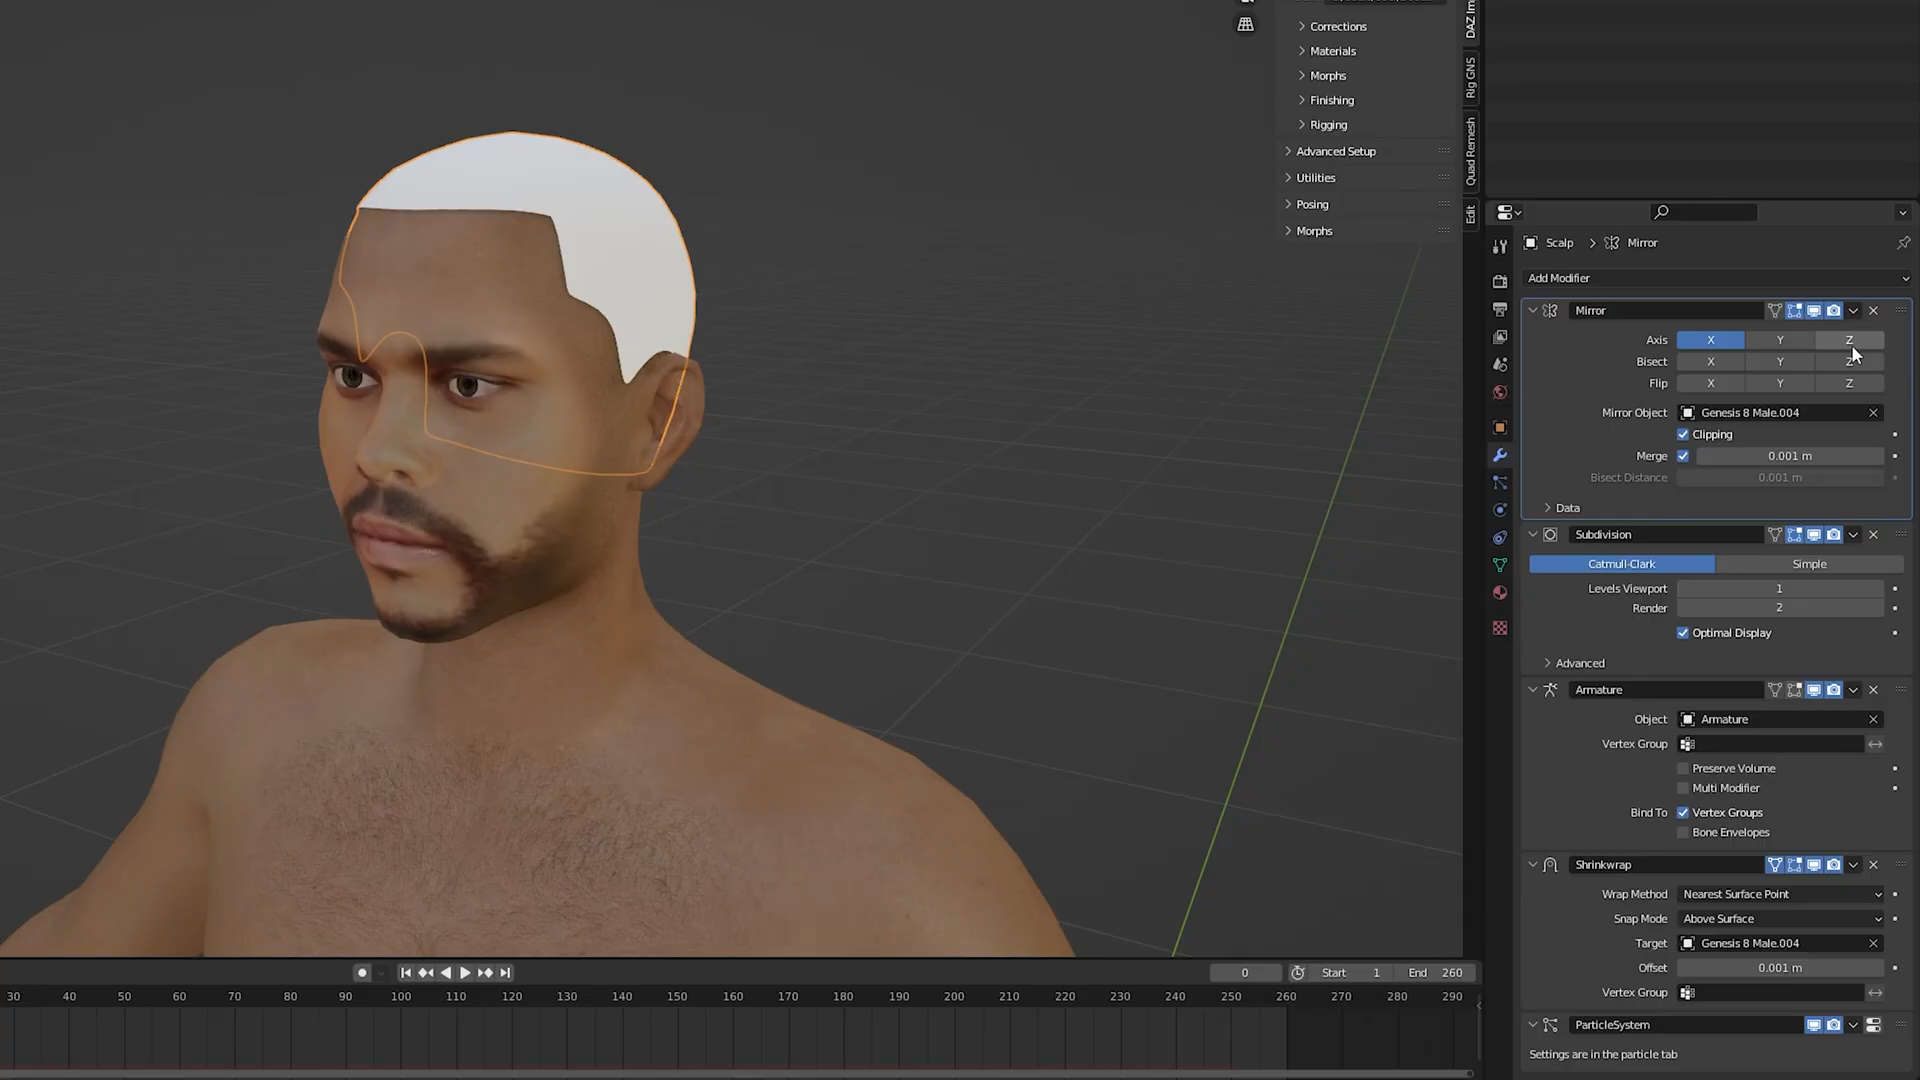 Corrections
Materials
Morphs
Finishing
Rigging
Advanced Setup
Utilities
Posing
Morphs
DAZ Im
Rig GNS
Quad Remesh
Edit
Scalp > Mirror
Add Modifier
Mirror
Axis X Y Z
Bisect X Y Z
Flip X Y Z
Mirror Object Genesis 8 Male.004
Clipping
Merge 0.001 m
Bisect Distance 0.001 m
Data
Subdivision
Catmull-Clark Simple
Levels Viewport 1
Render 2
Optimal Display
Advanced
Armature
Object Armature
Vertex Group
Preserve Volume
Multi Modifier
Bind To Vertex Groups
Bone Envelopes
Shrinkwrap
Wrap Method Nearest Surface Point
Snap Mode Above Surface
Target Genesis 8 Male.004
Offset 0.001 m
Vertex Group
ParticleSystem
Settings are in the particle tab
0 Start 1 End 260
30 40 50 60 70 80 90 100 110 120 130 140 150 160 170 180 190 200 210 220 230 240 250 260 270 280 290